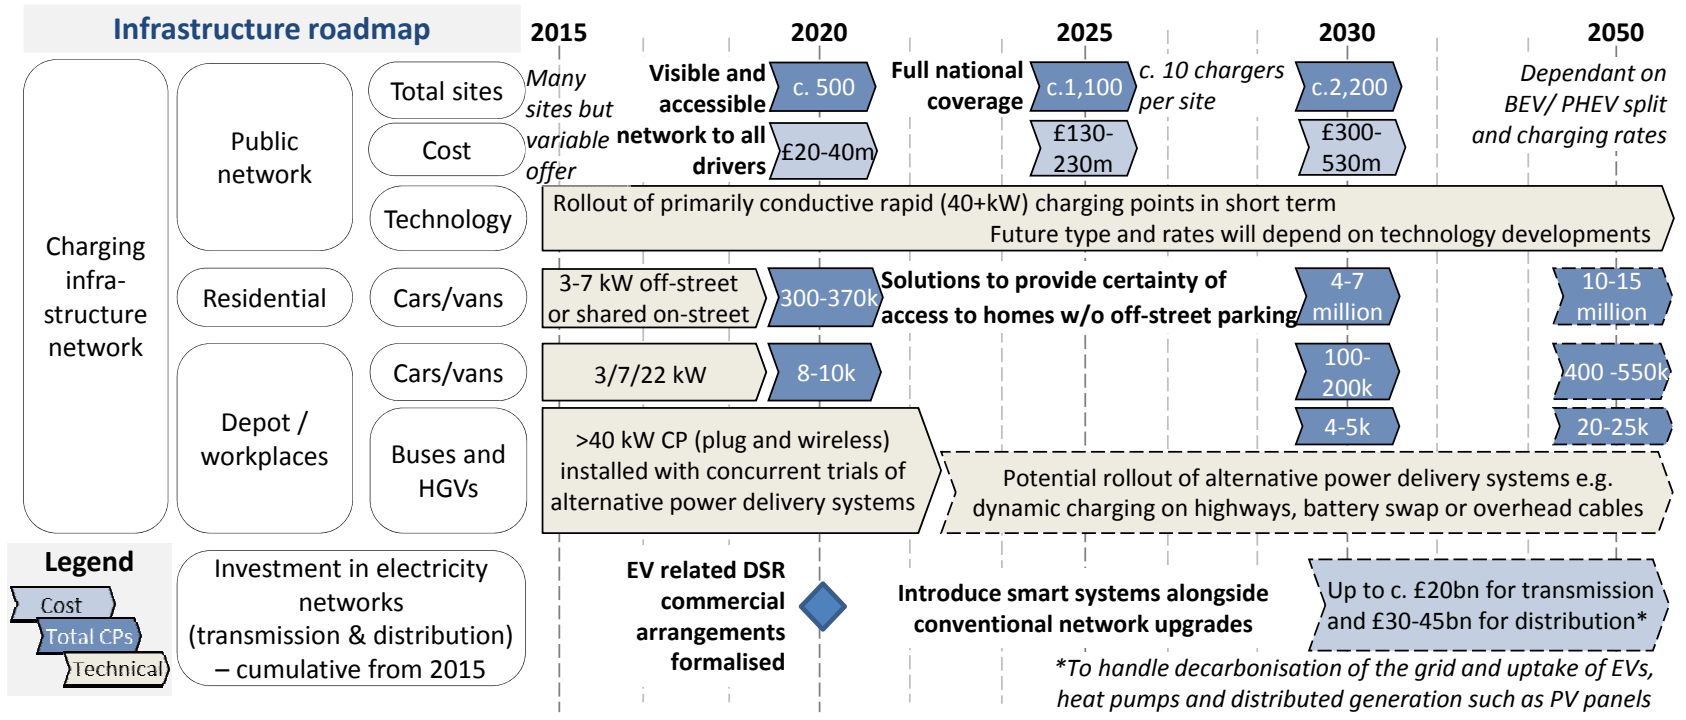 Infrastructure roadmap
2015
2020
2025
2030
2050
Charging
infra-
structure
network
Public
network
Total sites
Many
sites but
variable
offer
Visible and
accessible
network to all
drivers
c. 500
Full national
coverage
c.1,100
c. 10 chargers
per site
c.2,200
Dependant on
BEV/ PHEV split
and charging rates
Cost
£20-40m
£130-
230m
£300-
530m
Technology
Rollout of primarily conductive rapid (40+kW) charging points in short term
Future type and rates will depend on technology developments
Residential
Cars/vans
3-7 kW off-street
or shared on-street
300-370k
Solutions to provide certainty of
access to homes w/o off-street parking
4-7
million
10-15
million
Depot /
workplaces
Cars/vans
3/7/22 kW
8-10k
100-
200k
400 -550k
Buses and
HGVs
>40 kW CP (plug and wireless)
installed with concurrent trials of
alternative power delivery systems
4-5k
20-25k
Potential rollout of alternative power delivery systems e.g.
dynamic charging on highways, battery swap or overhead cables
Legend
Cost
Total CPs
Technical
Investment in electricity
networks
(transmission & distribution)
– cumulative from 2015
EV related DSR
commercial
arrangements
formalised
Introduce smart systems alongside
conventional network upgrades
Up to c. £20bn for transmission
and £30-45bn for distribution*
*To handle decarbonisation of the grid and uptake of EVs,
heat pumps and distributed generation such as PV panels